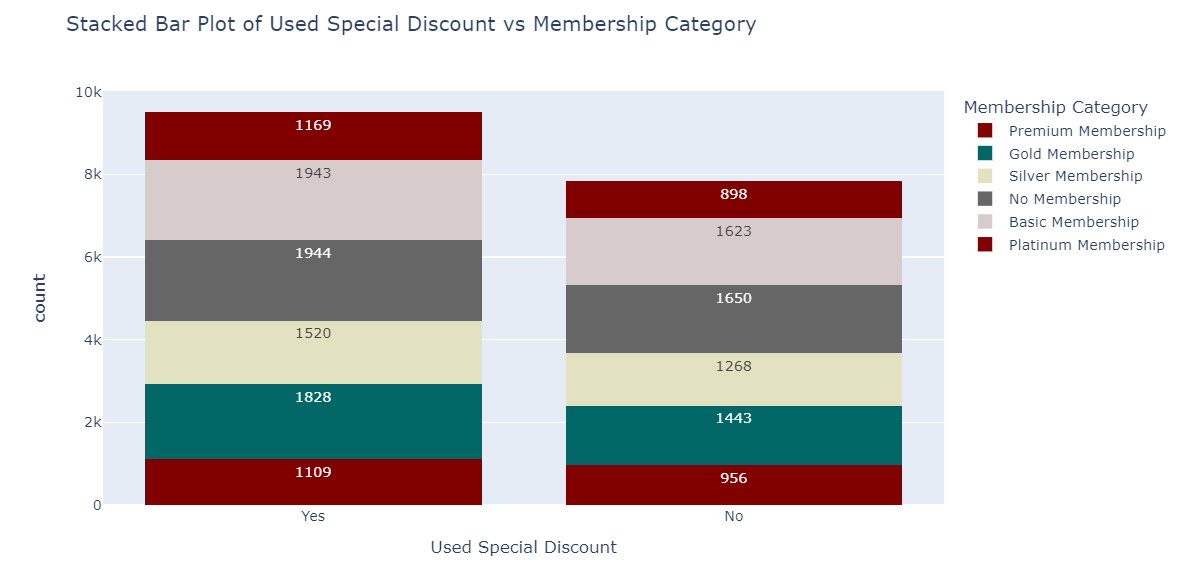 Stacked Bar Plot of Used Special Discount vs Membership Category
10k
8k
6k
4k
2k
0
count
1169
1943
1944
1520
1828
1109
898
1623
1650
1268
1443
956
Yes
No
Used Special Discount
Membership Category
Premium Membership
Gold Membership
Silver Membership
No Membership
Basic Membership
Platinum Membership